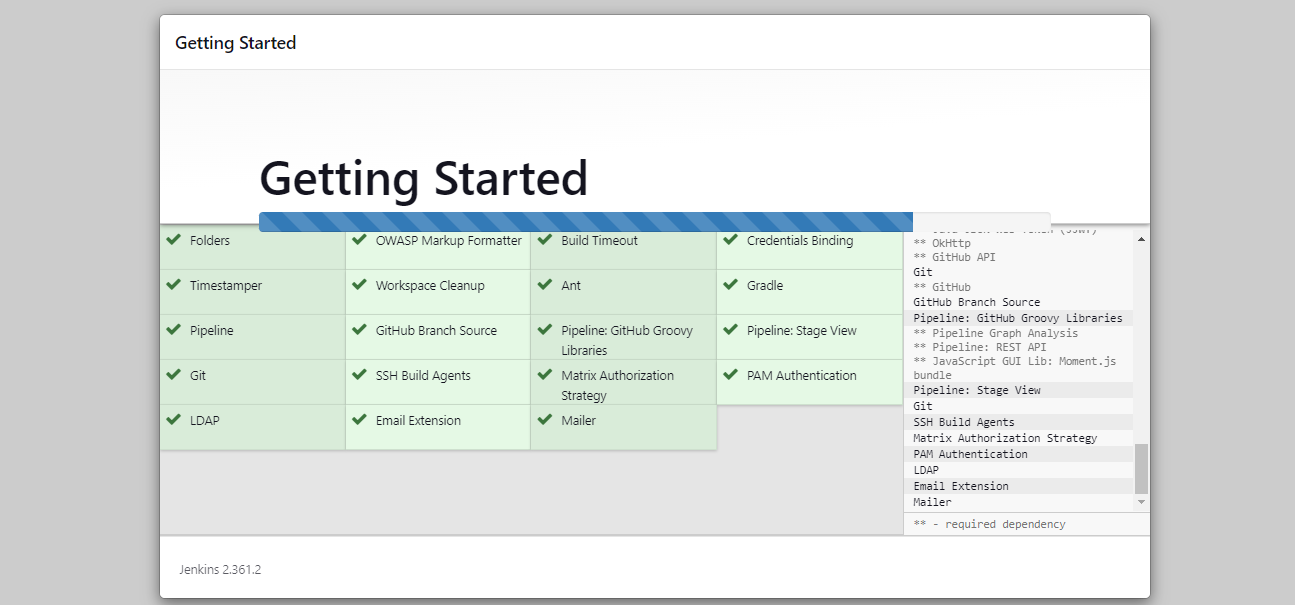 Getting Started
Getting Started
Folders
OWASP Markup Formatter
Build Timeout
Credentials Binding
Timestamper
Workspace Cleanup
Ant
Gradle
Pipeline
GitHub Branch Source
Pipeline: GitHub Groovy
Libraries
Pipeline: Stage View
Git
SSH Build Agents
Matrix Authorization
Strategy
PAM Authentication
LDAP
Email Extension
Mailer
** OkHttp
** GitHub API
Git
** GitHub
GitHub Branch Source
Pipeline: GitHub Groovy Libraries
** Pipeline Graph Analysis
** Pipeline: REST API
** JavaScript GUI Lib: Moment.js
bundle
Pipeline: Stage View
Git
SSH Build Agents
Matrix Authorization Strategy
PAM Authentication
LDAP
Email Extension
Mailer
** - required dependency
Jenkins 2.361.2